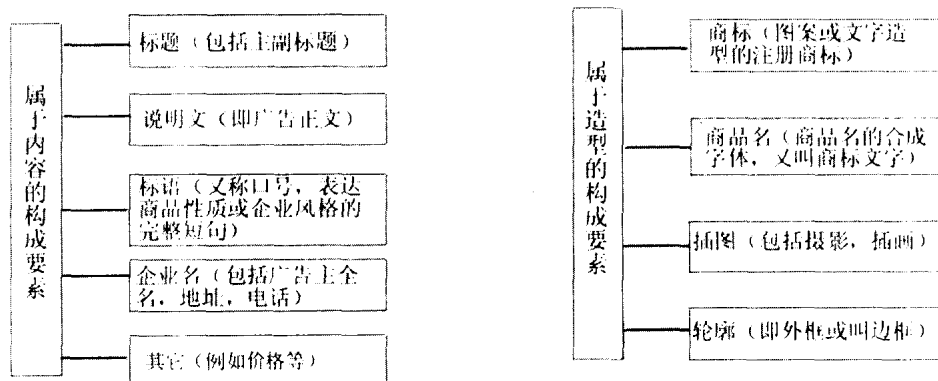 属于内容的构成要素
标题（包括主副标题）
说明文（即广告正文）
标语（又称口号，表达
商品性质或企业风格的
完整短句）
企业名（包括广告主全
名，地址，电话）
其它（例如价格等）
属于造型的构成要素
商标（图案或文字造
型的注册商标）
商品名（商品名的合成
字体，又叫商标文字）
插图（包括摄影，插画）
轮廓（即外框或叫边框）